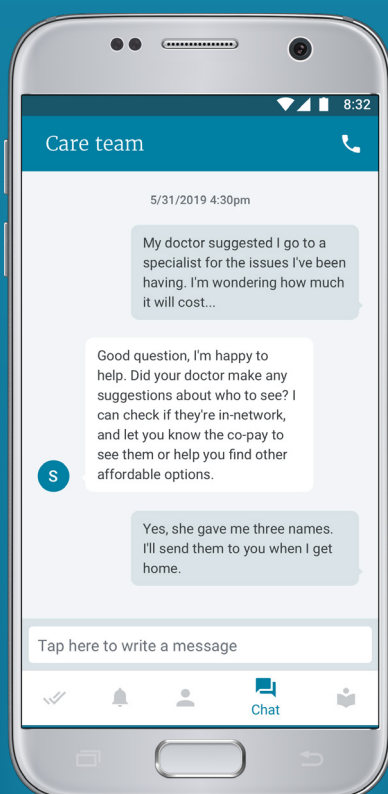 8:32
Care team
5/31/2019 4:30pm
My doctor suggested I go to a
specialist for the issues I've been
having. I'm wondering how much
it will cost...
Good question, I'm happy to
help. Did your doctor make any
suggestions about who to see? I
can check if they're in-network,
and let you know the co-pay to
see them or help you find other
affordable options.
S
Yes, she gave me three names.
I'll send them to you when I get
home.
Tap here to write a message
Chat